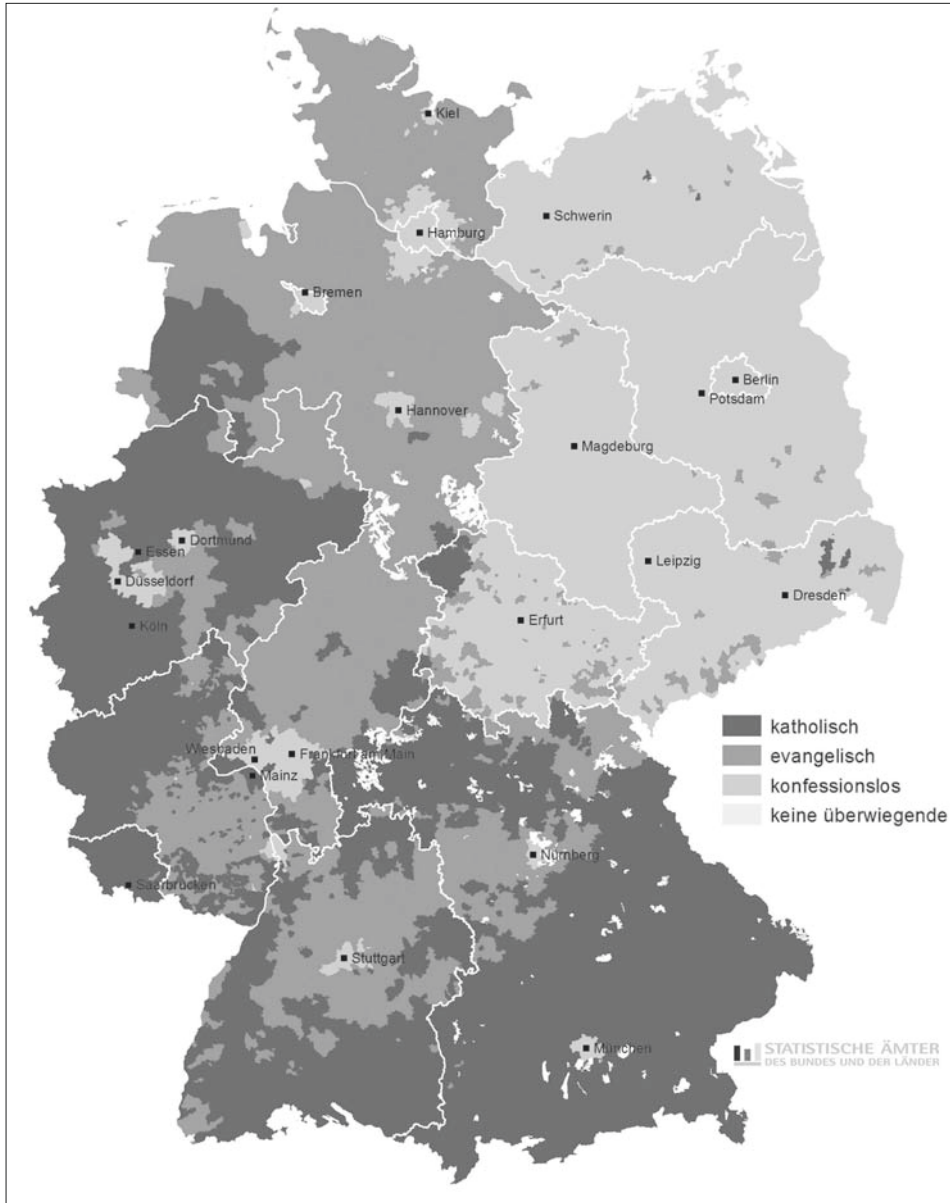 Kiel
Schwerin
Hamburg
Bremen
Berlin
Potsdam
Hannover
Magdeburg
Dortmund
Essen
Leipzig
Düsseldorf
Dresden
Erfurt
Köln
katholisch
evangelisch
konfessionslos
keine überwiegende
Wiesbaden
Frankfurt am Main
Mainz
Nürnberg
Saarbrücken
Stuttgart
München
STATISTISCHE ÄMTER
DES BUNDES UND DER LÄNDER